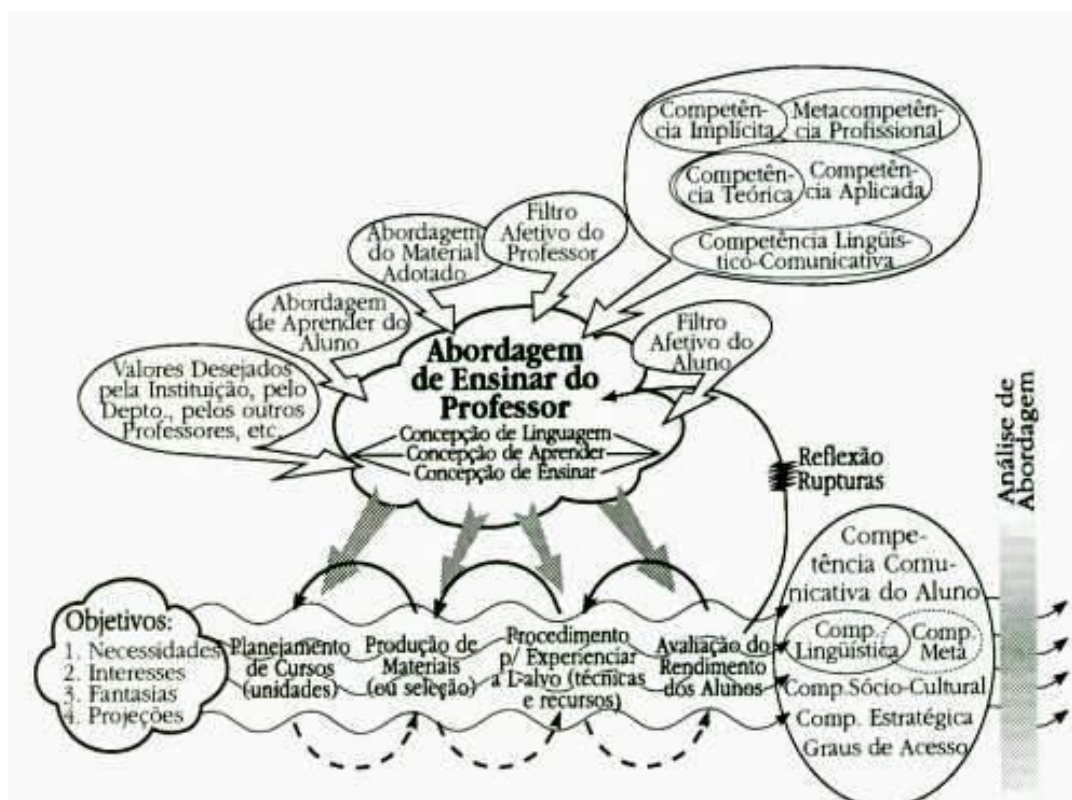 Competên-
cia Implícita
Metacompetên-
cia Profissional
Competên-
cia Teórica
Competên-
cia Aplicada
Competência Lingüís-
tico-Comunicativa
Filtro
Afetivo do
Professor
Abordagem
do Material
Adotado
Abordagem
de Aprender do
Aluno
Valores Desejados
pela Instituição, pelo
Depto., pelos outros
Professores, etc.
Filtro
Afetivo do
Aluno
Abordagem
de Ensinar do
Professor
Concepção de Linguagem
Concepção de Aprender
Concepção de Ensinar
Reflexão
Rupturas
Análise de
Abordagem
Objetivos:
1. Necessidades
2. Interesses
3. Fantasias
4. Projeções
Planejamento
de Cursos
(unidades)
Produção de
Materiais
(ou seleção)
Procedimento
p/ Experienciar
a L-alvo (técnicas
e recursos)
Avaliação do
Rendimento
dos Alunos
Compe-
tência Comu-
nicativa do Aluno
Comp.
Lingüística
Comp.
Meta
Comp. Sócio-Cultural
Comp. Estratégica
Graus de Acesso